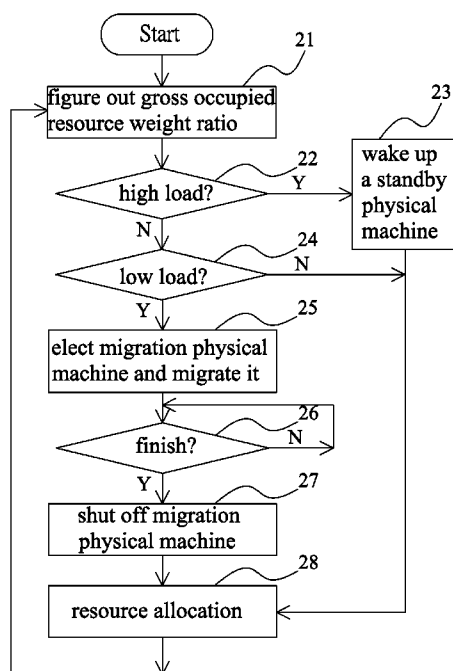 Start
21
figure out gross occupied
resource weight ratio
22
high load?
Y
23
wake up
a standby
physical
machine
N
24
low load?
N
Y
25
elect migration physical
machine and migrate it
26
finish?
N
Y
27
shut off migration
physical machine
28
resource allocation